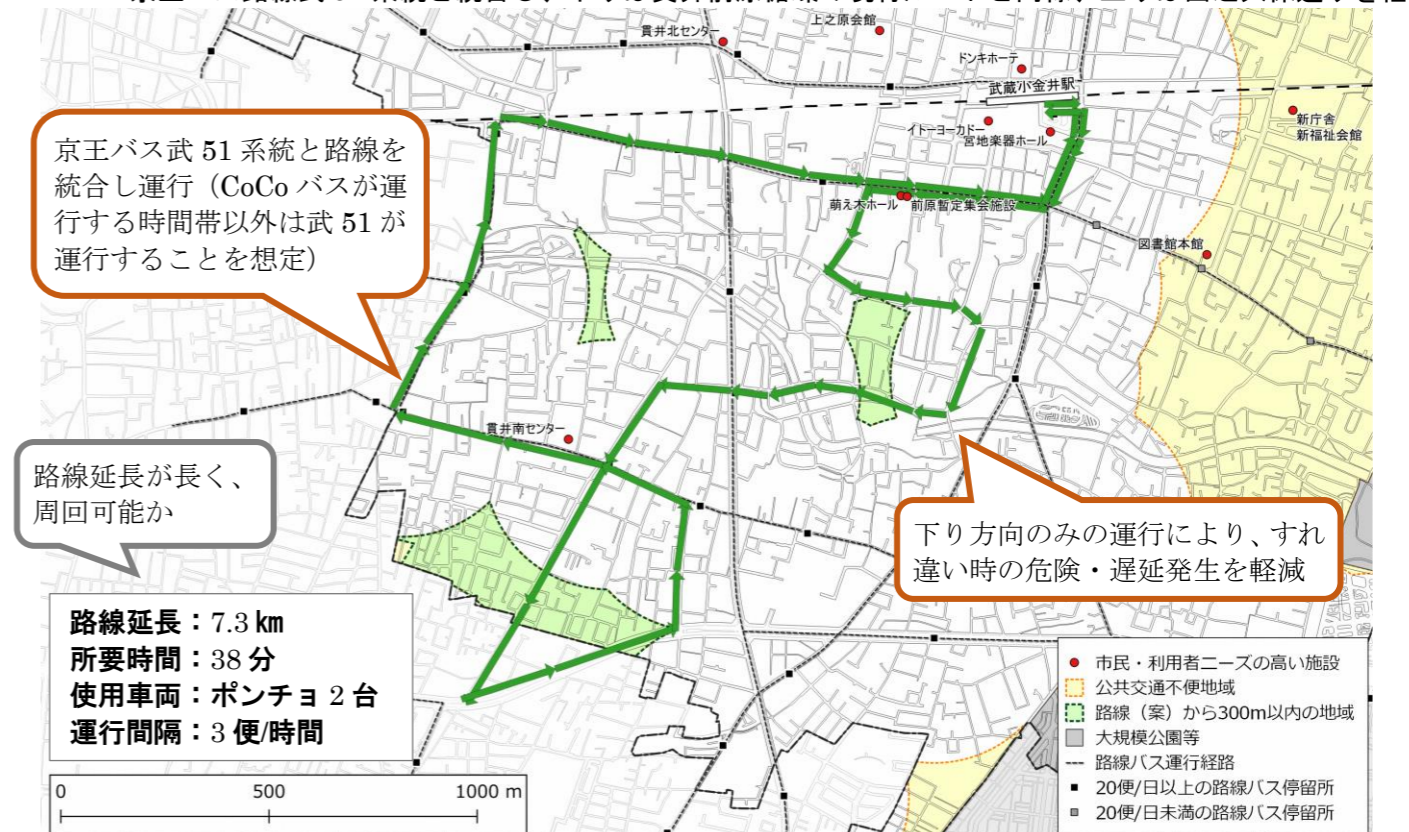 貫井北センター
上之原会館
ドンキホーテ
武蔵小金井駅
イトーヨーカドー
宮地楽器ホール
新庁舎
新福祉会館
京王バス武 51 系統と路線を
統合し運行（CoCo バスが運
行する時間帯以外は武 51 が
運行することを想定）
萌え木ホール
前原暫定集会施設
図書館本館
貫井南センター
路線延長が長く、
周回可能か
下り方向のみの運行により、すれ
違い時の危険・遅延発生を軽減
路線延長：7.3 ㎞
所要時間：38 分
使用車両：ポンチョ 2 台
運行間隔：3 便/時間
市民・利用者ニーズの高い施設
公共交通不便地域
路線（案）から300m以内の地域
大規模公園等
路線バス運行経路
20便/日以上の路線バス停留所
20便/日未満の路線バス停留所
0 500 1000 m